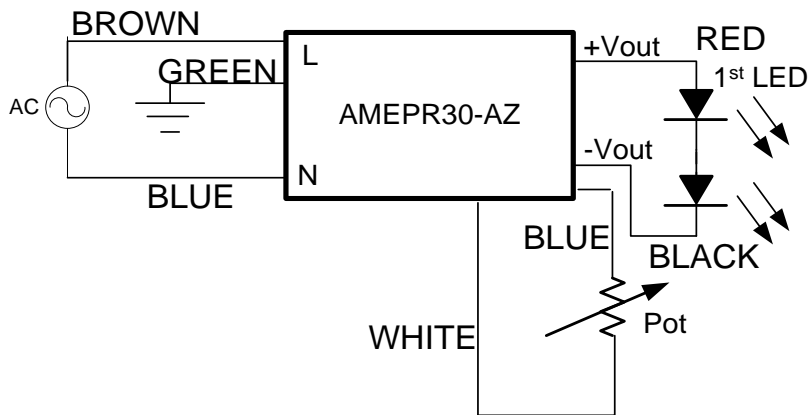 BROWN
+Vout
RED
L
GREEN
1st LED
AC
AMEPR30-AZ
-Vout
N
BLUE
BLUE
BLACK
WHITE
Pot